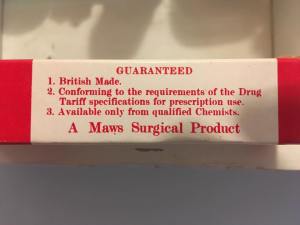 GUARANTEED
1. British Made.
2. Conforming to the requirements of the Drug
Tariff specifications for prescription use.
3. Available only from qualified Chemists.
A Maws Surgical Product